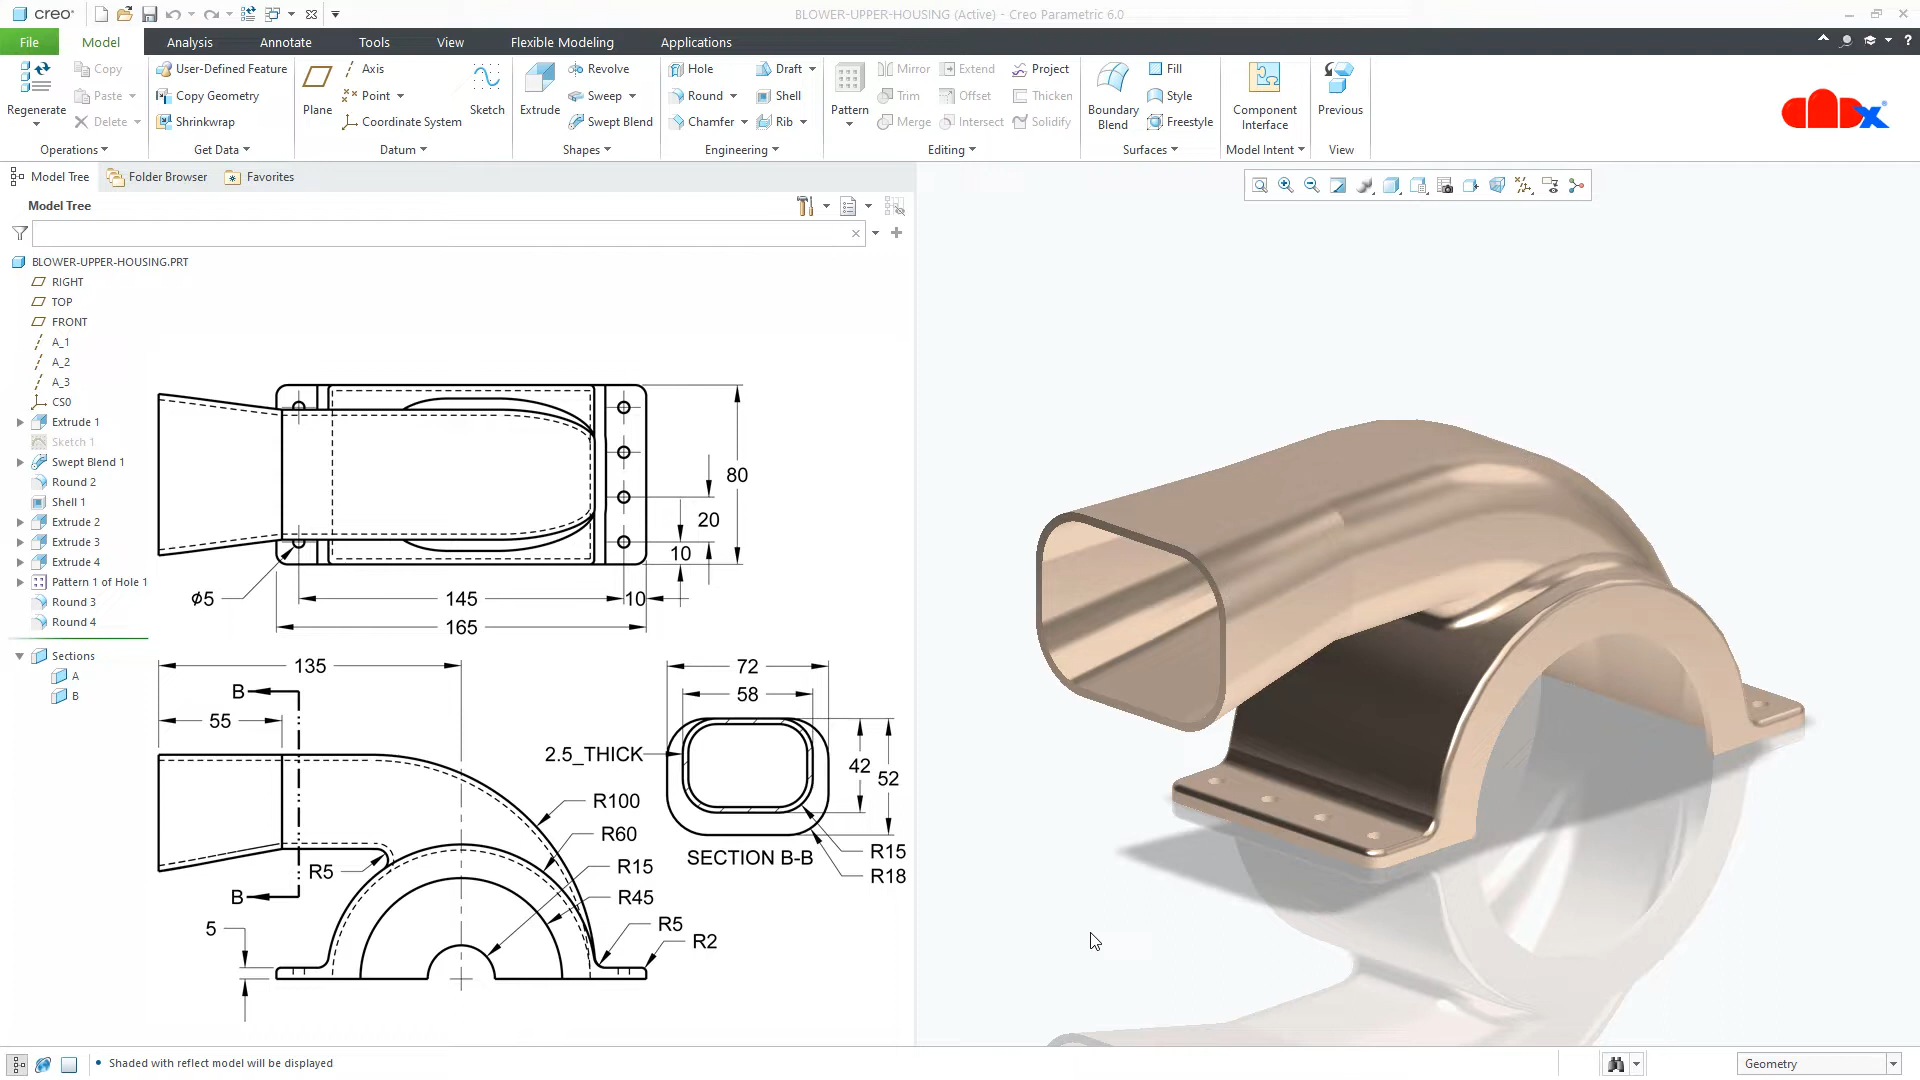 creo°
BLOWER-UPPER-HOUSING (Active) - Creo Parametric 6.0
File Model Analysis Annotate Tools View Flexible Modeling Applications
Regenerate
Copy
Paste
Delete
Operations
User-Defined Feature
Copy Geometry
Shrinkwrap
Get Data
Plane
Axis
Point
Coordinate System
Sketch
Datum
Extrude
Revolve
Sweep
Swept Blend
Shapes
Hole
Round
Chamfer
Draft
Shell
Rib
Engineering
Pattern
Mirror
Trim
Merge
Extend
Offset
Intersect
Project
Thicken
Solidify
Editing
Boundary
Blend
Fill
Style
Freestyle
Surfaces
Component
Interface
Model Intent
Previous
View
Model Tree Folder Browser Favorites
Model Tree
BLOWER-UPPER-HOUSING.PRT
RIGHT
TOP
FRONT
A_1
A_2
A_3
CS0
Extrude 1
Sketch 1
Swept Blend 1
Round 2
Shell 1
Extrude 2
Extrude 3
Extrude 4
Pattern 1 of Hole 1
Round 3
Round 4
Sections
A
B
80
20
10
ϕ5
145
10
165
135
B
55
R100
R60
R15
R45
R5
B
5
R5
R2
72
58
2.5_THICK
42
52
SECTION B-B
R15
R18
Shaded with reflect model will be displayed
Geometry